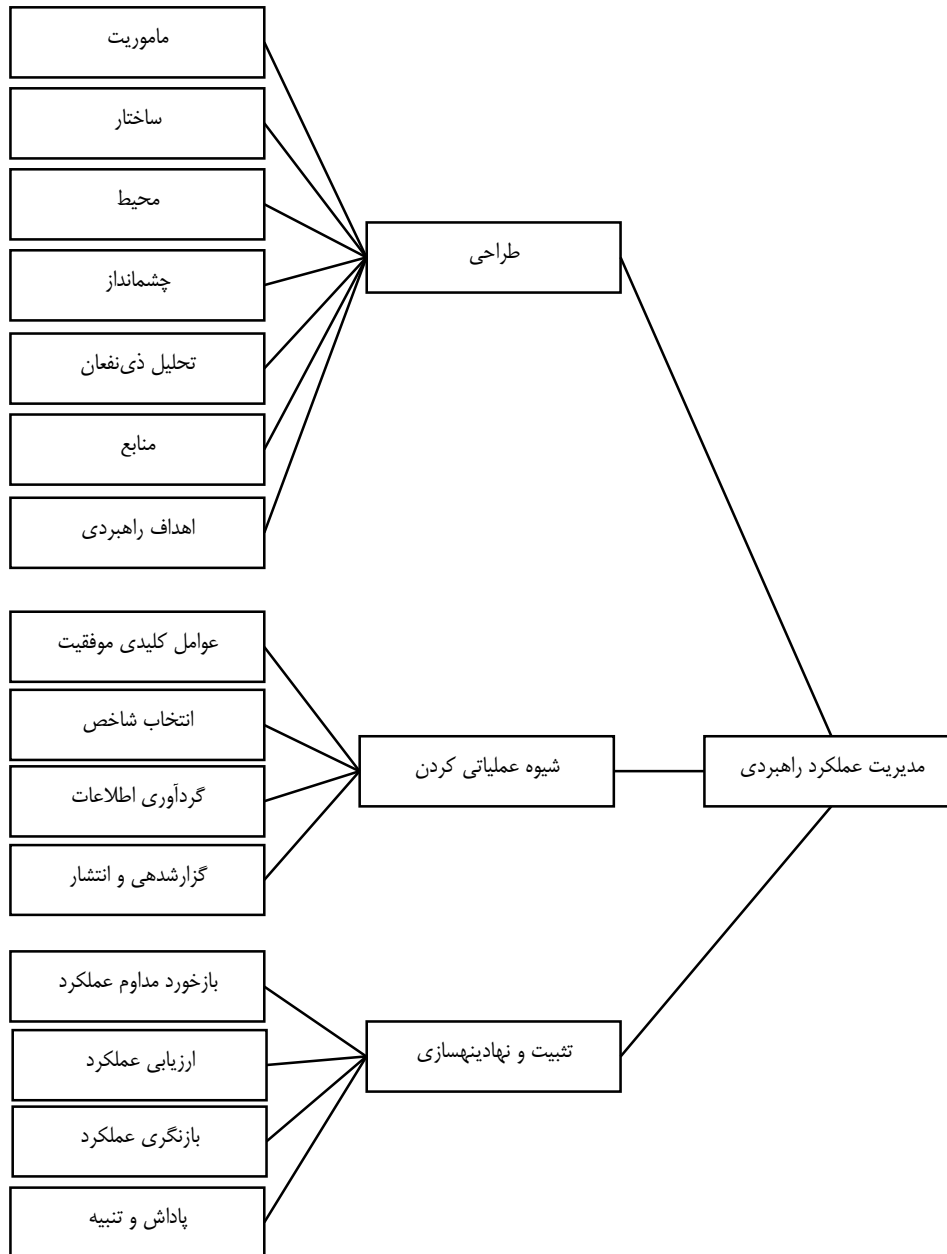 ماموریت
ساختار
محیط
طراحی
چشمانداز
تحلیل ذی‌نفعان
منابع
اهداف راهبردی
عوامل کلیدی موفقیت
انتخاب شاخص
مدیریت عملکرد راهبردی
شیوه عملیاتی کردن
گردآوری اطلاعات
گزارشدهی و انتشار
بازخورد مداوم عملکرد
تثبیت و نهادینهسازی
ارزیابی عملکرد
بازنگری عملکرد
پاداش و تنبیه